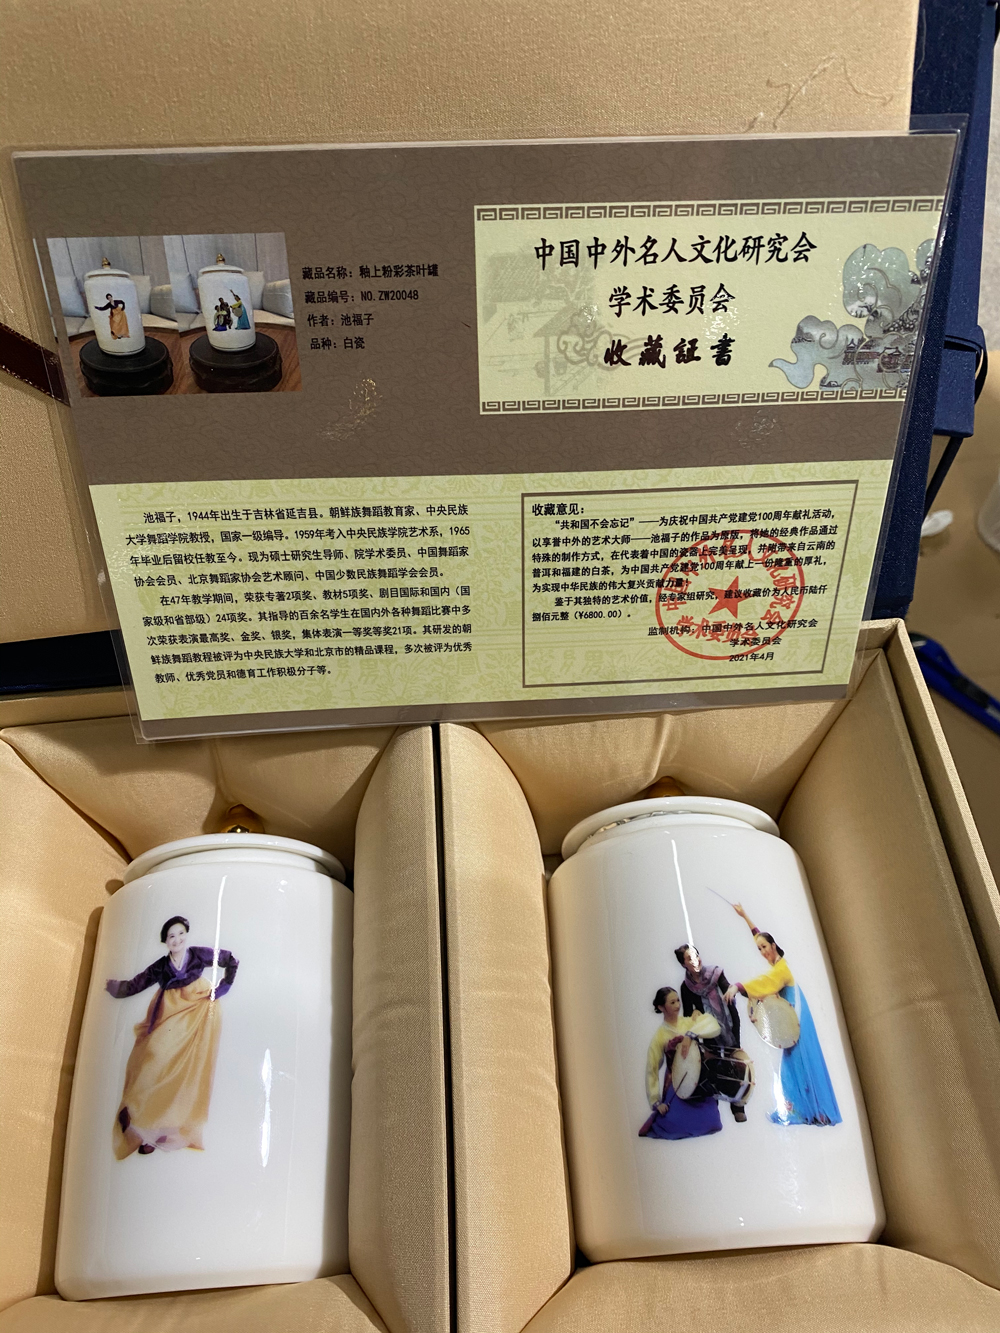 藏品名称：釉上粉彩茶叶罐
藏品编号：NO.ZW20048
作者：池福子
品种：白瓷
中国中外名人文化研究会
学术委员会
收藏証書
池福子，1944年出生于吉林省延吉县。朝鲜族舞蹈教育家、中央民族
大学舞蹈学院教授，国家一级编导。1959年考入中央民族学院艺术系，1965
年毕业后留校任教至今。现为硕士研究生导师、院学术委员、中国舞蹈家
协会会员、北京舞蹈家协会艺术顾问、中国少数民族舞蹈学会会员。
在47年教学期间，荣获专著2项奖、教材5项奖、剧目国际和国内（国
家级和省部级）24项奖。其指导的百余名学生在国内外各种舞蹈比赛中多
次荣获表演最高奖、金奖、银奖，集体表演一等奖等奖21项。其研发的朝
鲜族舞蹈教程被评为中央民族大学和北京市的精品课程，多次被评为优秀
教师、优秀党员和德育工作积极分子等。
收藏意见：
“共和国不会忘记”——为庆祝中国共产党建党100周年献礼活动，
以享誉中外的艺术大师——池福子的作品为原版，将她的经典作品通过
特殊的制作方式，在代表着中国的瓷器上完美呈现，并附带来自云南的
普洱和福建的白茶，为中国共产党建党100周年献上一份隆重的厚礼，
为实现中华民族的伟大复兴贡献力量！
鉴于其独特的艺术价值，经专家组研究，建议收藏价为人民币陆仟
捌佰元整（¥6800.00）。
监制机构：中国中外名人文化研究会
学术委员会
2021年4月